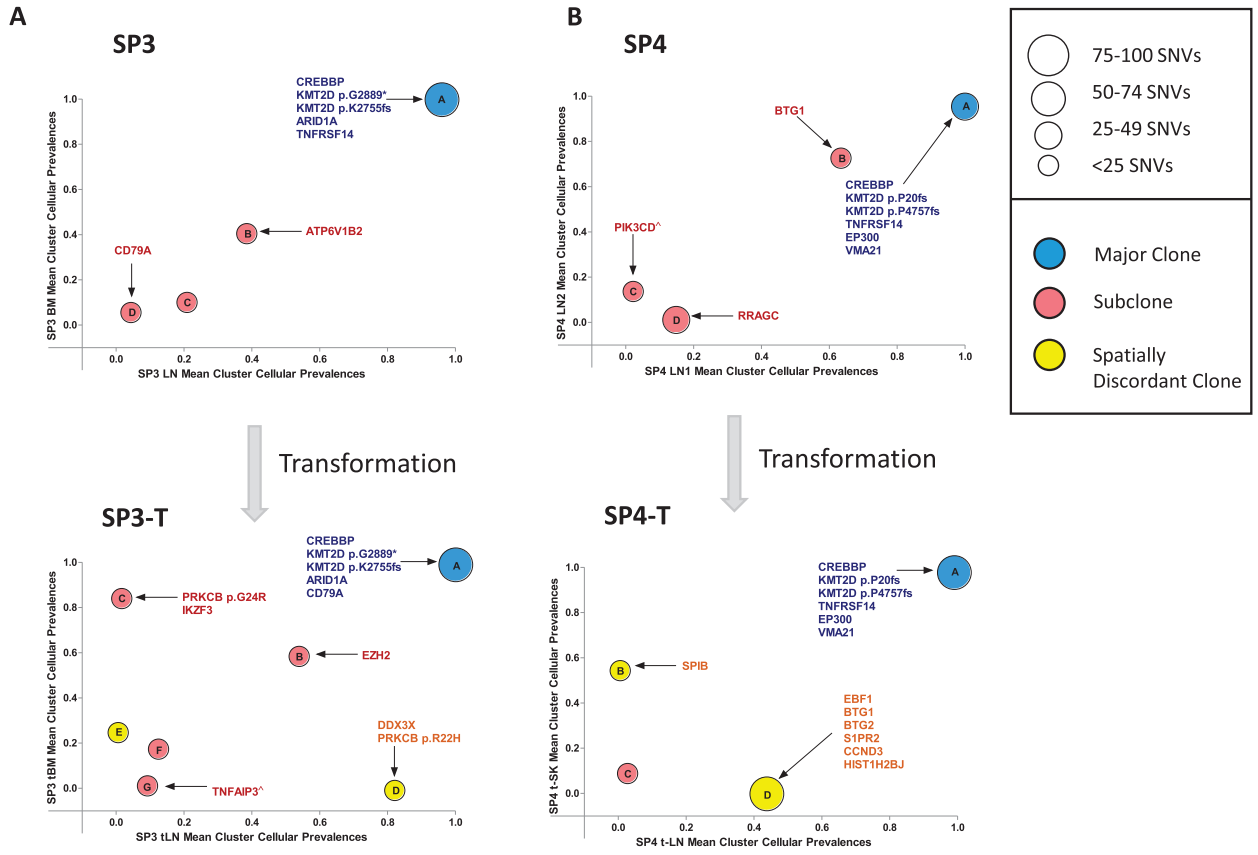 A
SP3
CREBBP
KMT2D p.G2889*
KMT2D p.K2755fs
ARID1A
TNFRSF14
A
B
ATP6V1B2
CD79A
D
C
1.0
0.8
0.6
0.4
0.2
0.0
0.0 0.2 0.4 0.6 0.8 1.0
SP3 BM Mean Cluster Cellular Prevalences
SP3 LN Mean Cluster Cellular Prevalences
B
SP4
BTG1
A
B
CREBBP
KMT2D p.P20fs
KMT2D p.P4757fs
TNFRSF14
EP300
VMA21
PIK3CD^
C
D
RRAGC
1.0
0.8
0.6
0.4
0.2
0.0
0.0 0.2 0.4 0.6 0.8 1.0
SP4 LN2 Mean Cluster Cellular Prevalences
SP4 LN1 Mean Cluster Cellular Prevalences
75-100 SNVs
50-74 SNVs
25-49 SNVs
<25 SNVs
Major Clone
Subclone
Spatially
Discordant Clone
Transformation
Transformation
SP3-T
CREBBP
KMT2D p.G2889*
KMT2D p.K2755fs
ARID1A
CD79A
A
C
PRKCB p.G24R
IKZF3
B
EZH2
E
F
DDX3X
PRKCB p.R22H
G
TNFAIP3^
D
1.0
0.8
0.6
0.4
0.2
0.0
0.0 0.2 0.4 0.6 0.8 1.0
SP3 tBM Mean Cluster Cellular Prevalences
SP3 tLN Mean Cluster Cellular Prevalences
SP4-T
CREBBP
KMT2D p.P20fs
KMT2D p.P4757fs
TNFRSF14
EP300
VMA21
A
B
SPIB
EBF1
BTG1
BTG2
S1PR2
CCND3
HIST1H2BJ
C
D
1.0
0.8
0.6
0.4
0.2
0.0
0.0 0.2 0.4 0.6 0.8 1.0
SP4 t-SK Mean Cluster Cellular Prevalences
SP4 t-LN Mean Cluster Cellular Prevalences